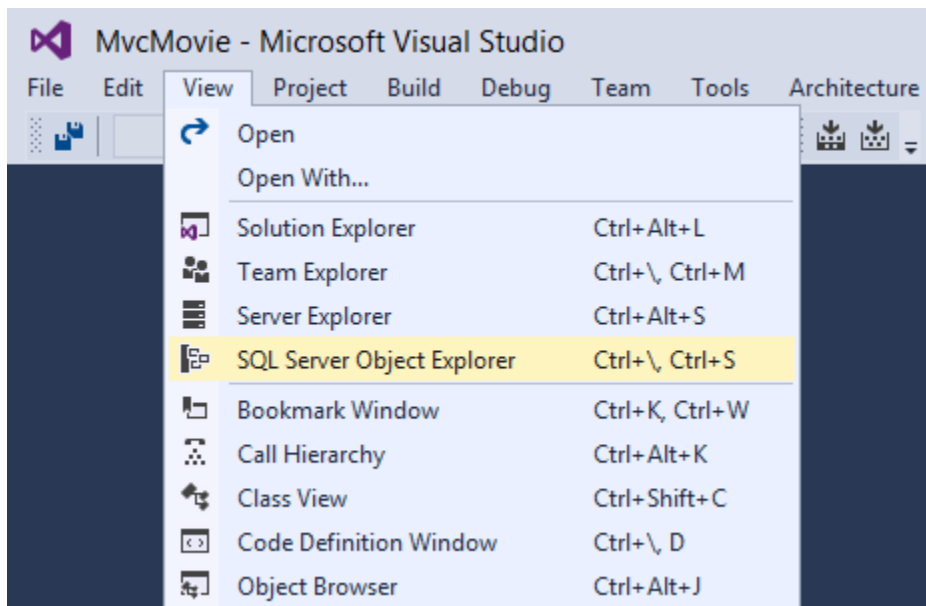 MvcMovie - Microsoft Visual Studio
File Edit View Project Build Debug Team Tools Architecture
Open
Open With...
Solution Explorer Ctrl+Alt+L
Team Explorer Ctrl+\, Ctrl+M
Server Explorer Ctrl+Alt+S
SQL Server Object Explorer Ctrl+\, Ctrl+S
Bookmark Window Ctrl+K, Ctrl+W
Call Hierarchy Ctrl+Alt+K
Class View Ctrl+Shift+C
Code Definition Window Ctrl+\, D
Object Browser Ctrl+Alt+J